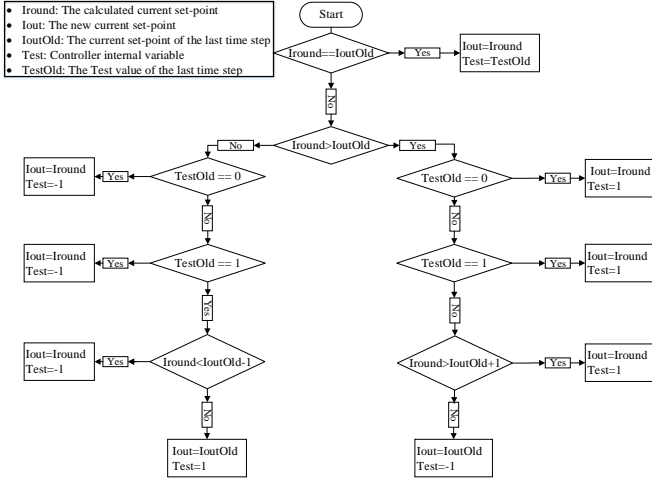 • Iround: The calculated current set-point
• Iout: The new current set-point
• IoutOld: The current set-point of the last time step
• Test: Controller internal variable
• TestOld: The Test value of the last time step
Start
Iround==IoutOld
Yes
Iout=Iround
Test=TestOld
No
Iround>IoutOld
No
Yes
TestOld == 0
Yes
Iout=Iround
Test=-1
TestOld == 0
Yes
Iout=Iround
Test=1
No
No
TestOld == 1
Yes
Iout=Iround
Test=-1
TestOld == 1
Yes
Iout=Iround
Test=1
Yes
No
Iround<IoutOld-1
Yes
Iout=Iround
Test=-1
Iround>IoutOld+1
Yes
Iout=Iround
Test=1
No
No
Iout=IoutOld
Test=1
Iout=IoutOld
Test=-1